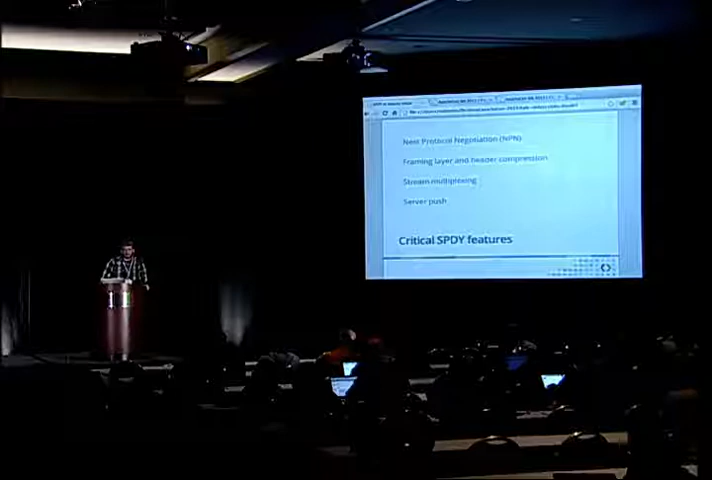 Next Protocol Negotiation (NPN)
Framing layer and header compression
Stream multiplexing
Server push
Critical SPDY features